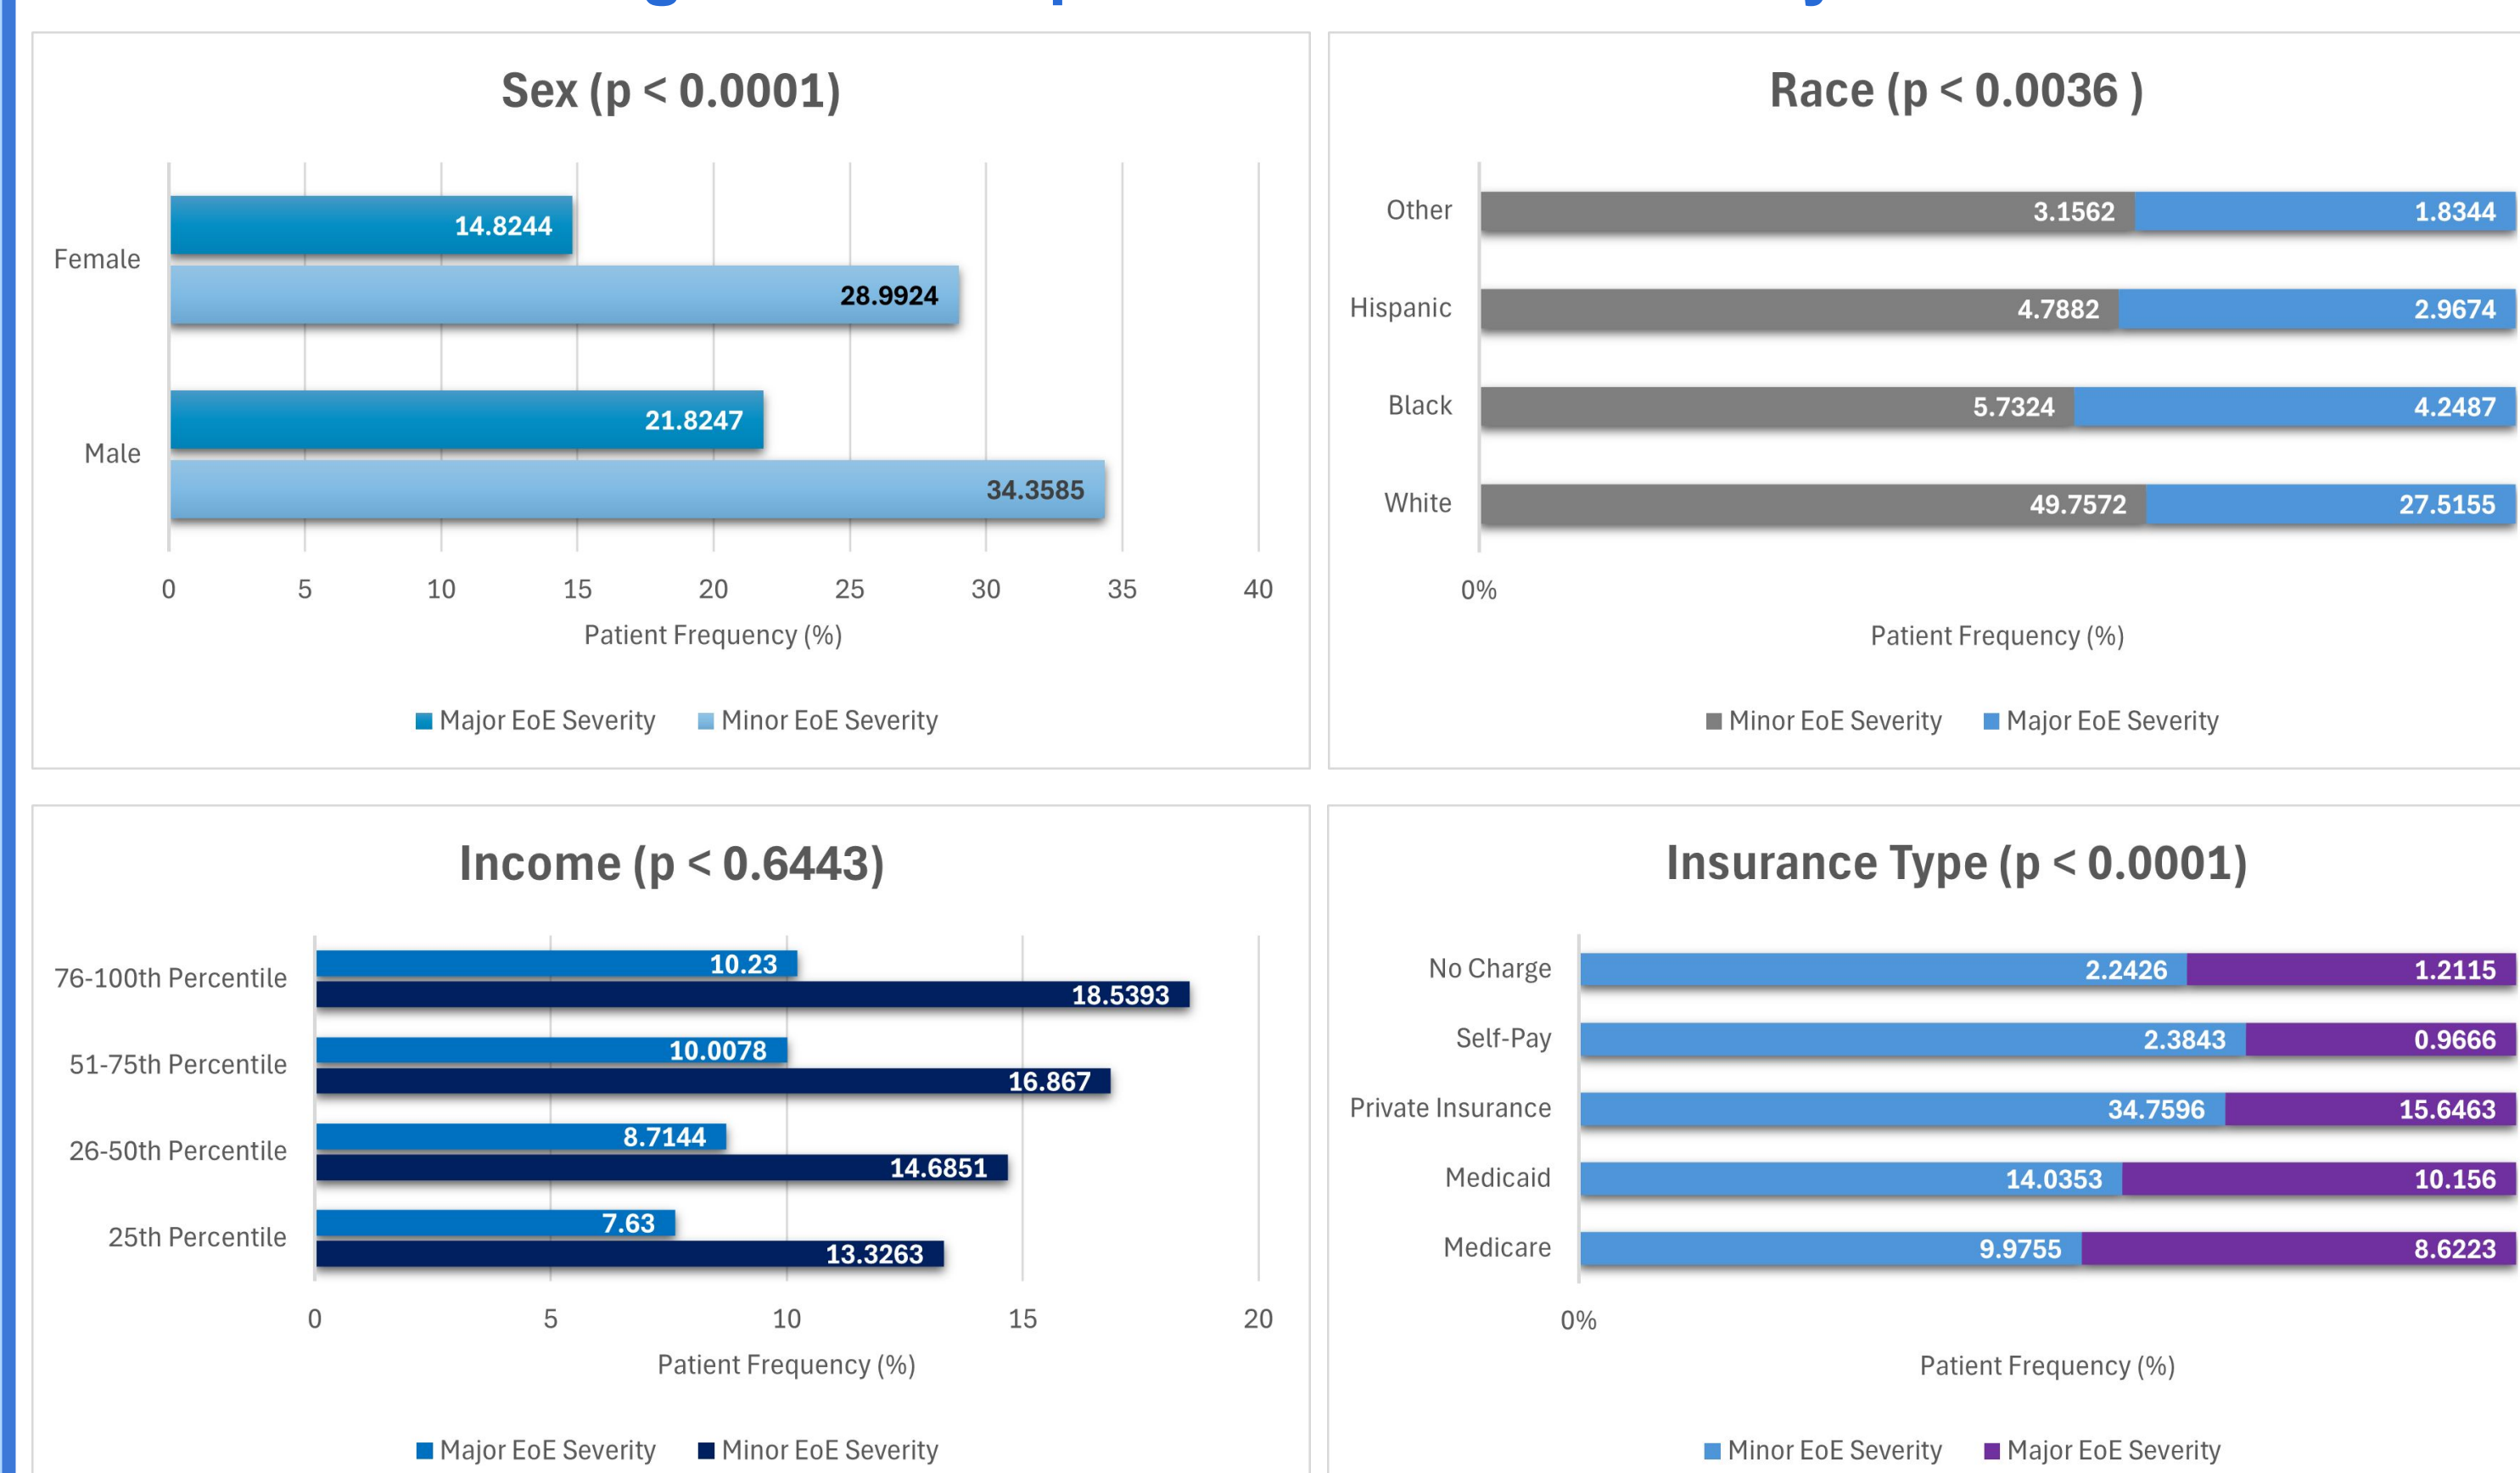 Sex (p < 0.0001)
Female
14.8244
28.9924
Male
21.8247
34.3585
0 5 10 15 20 25 30 35 40
Patient Frequency (%)
Major EoE Severity Minor EoE Severity
Race (p < 0.0036 )
Other 3.1562 1.8344
Hispanic 4.7882 2.9674
Black 5.7324 4.2487
White 49.7572 27.5155
0%
Patient Frequency (%)
Minor EoE Severity Major EoE Severity
Income (p < 0.6443)
76-100th Percentile
10.23
18.5393
51-75th Percentile
10.0078
16.867
26-50th Percentile
8.7144
14.6851
25th Percentile
7.63
13.3263
0 5 10 15 20
Patient Frequency (%)
Major EoE Severity Minor EoE Severity
Insurance Type (p < 0.0001)
No Charge 2.2426 1.2115
Self-Pay 2.3843 0.9666
Private Insurance 34.7596 15.6463
Medicaid 14.0353 10.156
Medicare 9.9755 8.6223
0%
Patient Frequency (%)
Minor EoE Severity Major EoE Severity